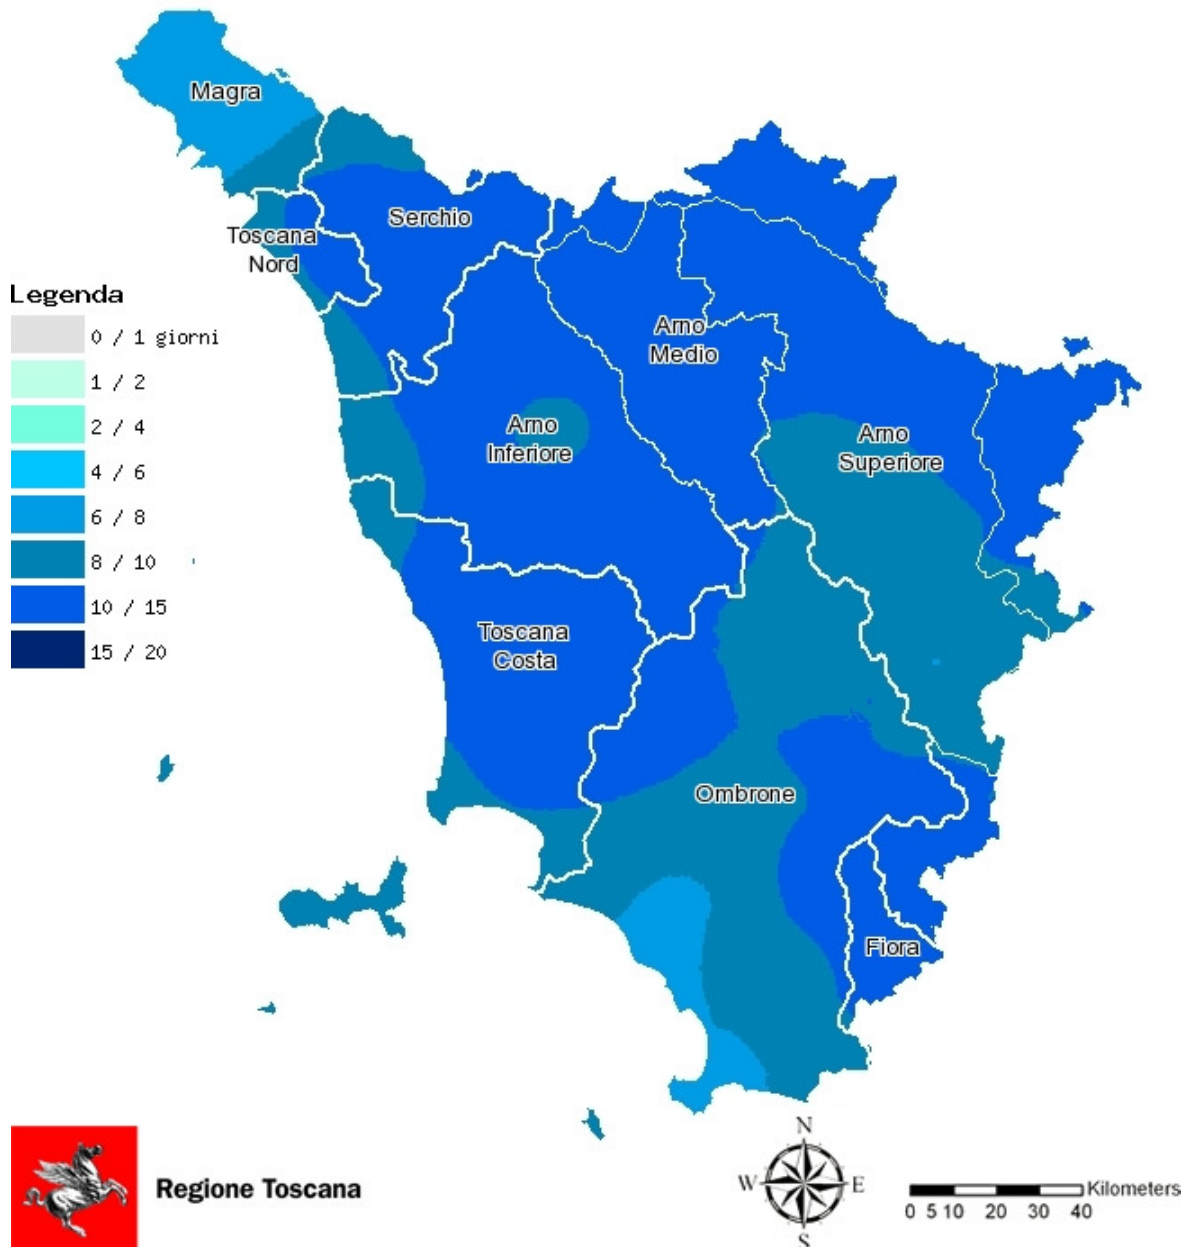 Magra
Serchio
Toscana
Nord
Legenda
0 / 1 giorni
1 / 2
2 / 4
4 / 6
6 / 8
8 / 10
10 / 15
15 / 20
Arno
Medio
Arno
Inferiore
Arno
Superiore
Toscana
Costa
Ombrone
Fiora
Regione Toscana
N
W
E
S
Kilometers
0 5 10 20 30 40